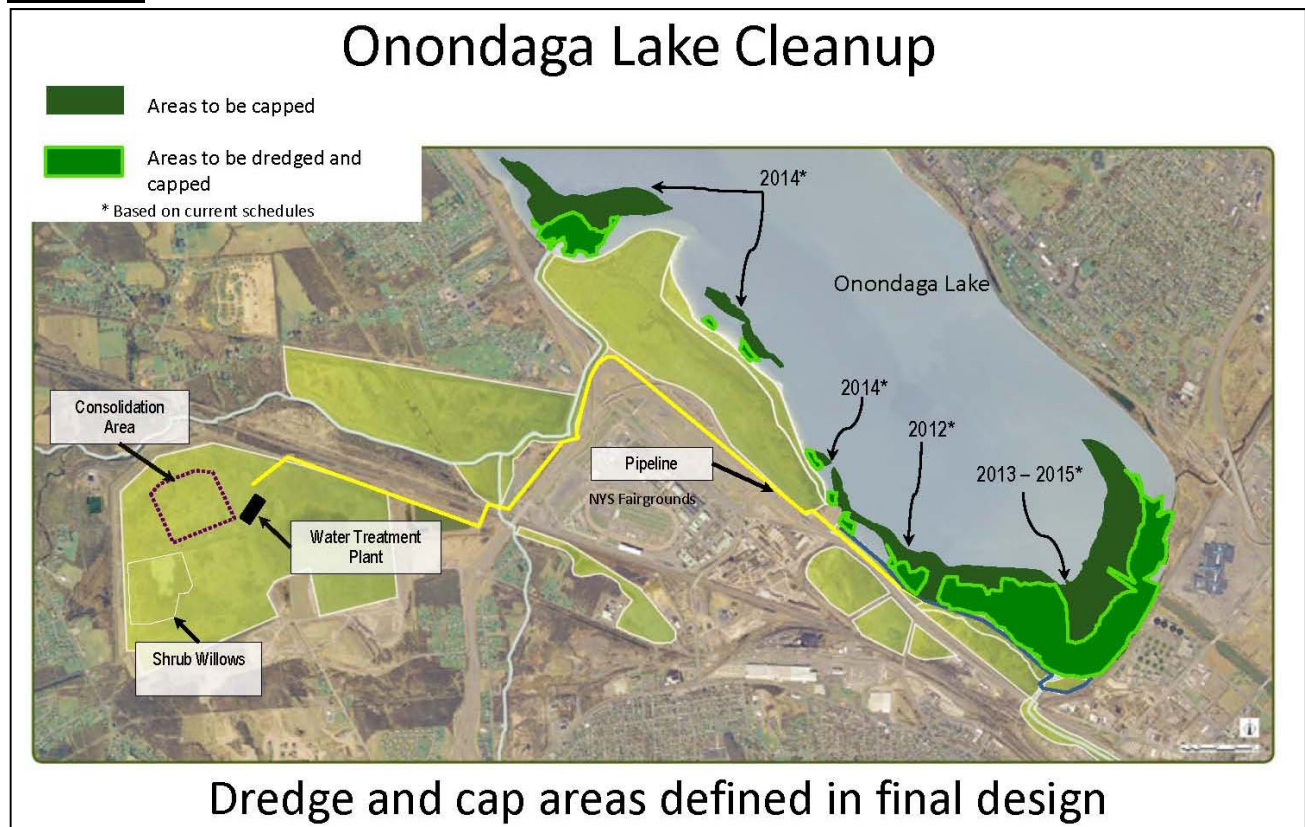 Onondaga Lake Cleanup
Areas to be capped
Areas to be dredged and
capped
* Based on current schedules
2014*
Onondaga Lake
Consolidation
Area
2014*
2012*
Pipeline
2013 – 2015*
NYS Fairgrounds
Water Treatment
Plant
Shrub Willows
Dredge and cap areas defined in final design